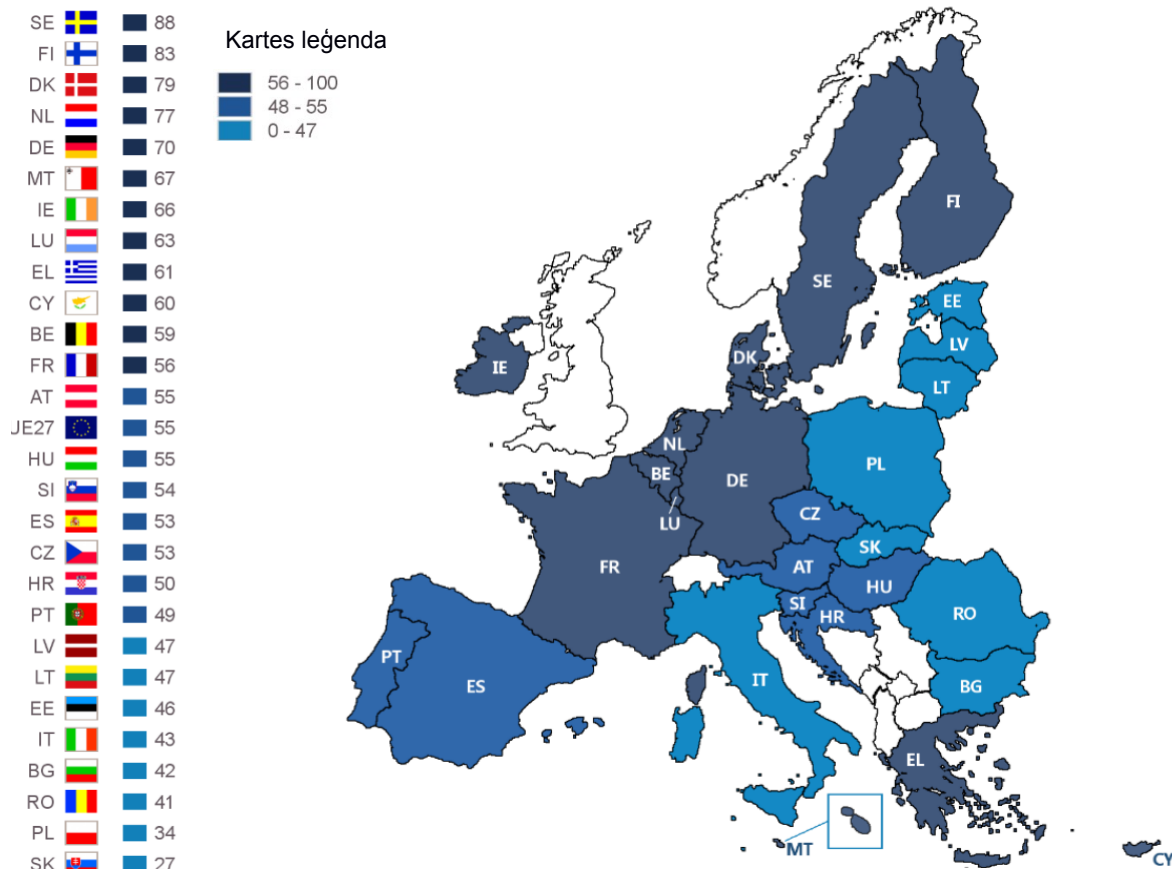 SE 88
FI 83
DK 79
NL 77
DE 70
MT 67
IE 66
LU 63
EL 61
CY 60
BE 59
FR 56
AT 55
JE27 55
HU 55
SI 54
ES 53
CZ 53
HR 50
PT 49
LV 47
LT 47
EE 46
IT 43
BG 42
RO 41
PL 34
SK 27
Kartes leģenda
56 - 100
48 - 55
0 - 47
FI
SE
EE
LV
LT
DK
IE
NL
BE
LU
DE
PL
CZ
SK
AT
HU
FR
SI
HR
RO
PT
ES
IT
BG
EL
MT
CY